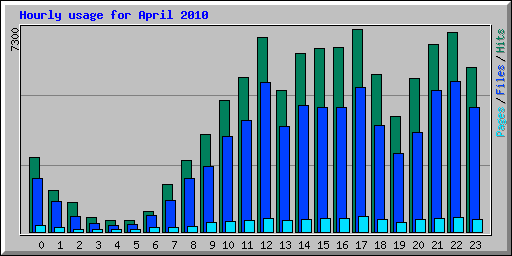 Hourly usage for April 2010
7300
Pages / Files / Hits
0 1 2 3 4 5 6 7 8 9 10 11 12 13 14 15 16 17 18 19 20 21 22 23